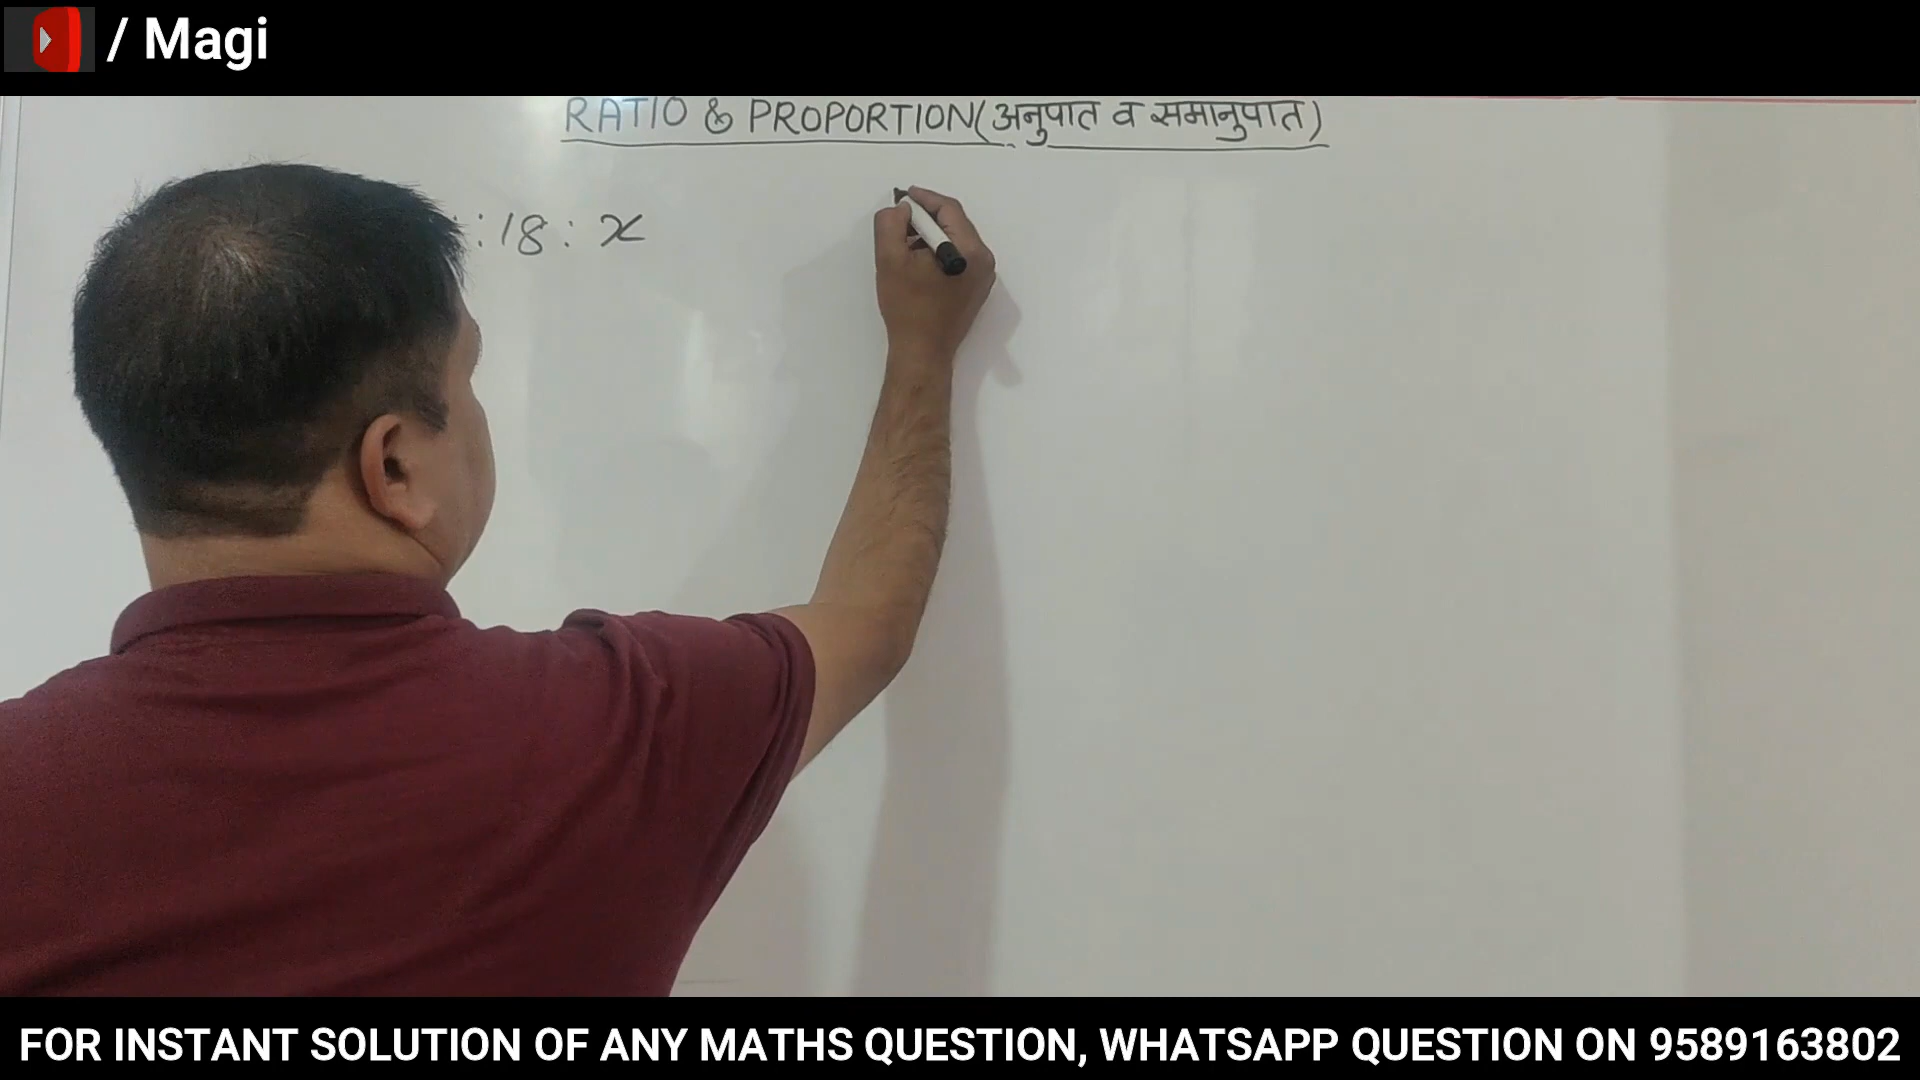 / Magi
RATIO & PROPORTION(अनुपात व समानुपात)
::18: x
FOR INSTANT SOLUTION OF ANY MATHS QUESTION, WHATSAPP QUESTION ON 9589163802